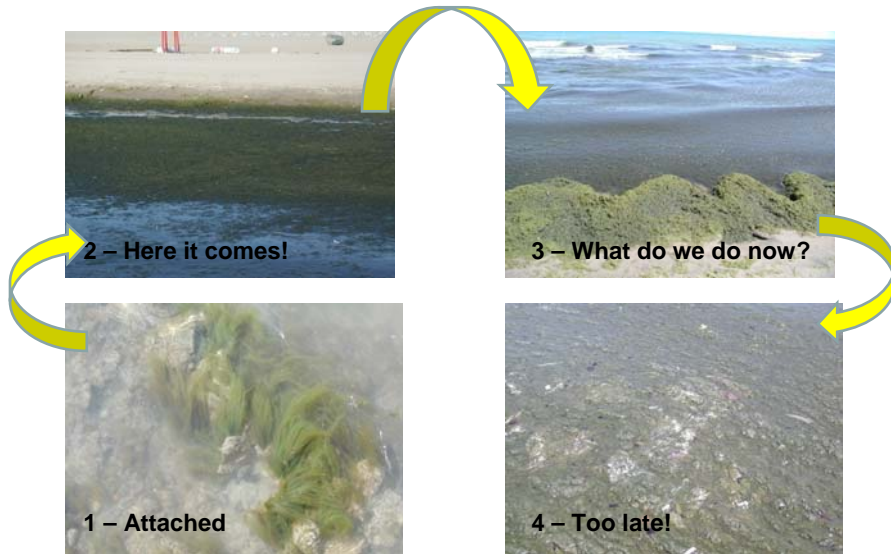 2 – Here it comes!
3 – What do we do now?
1 – Attached
4 – Too late!